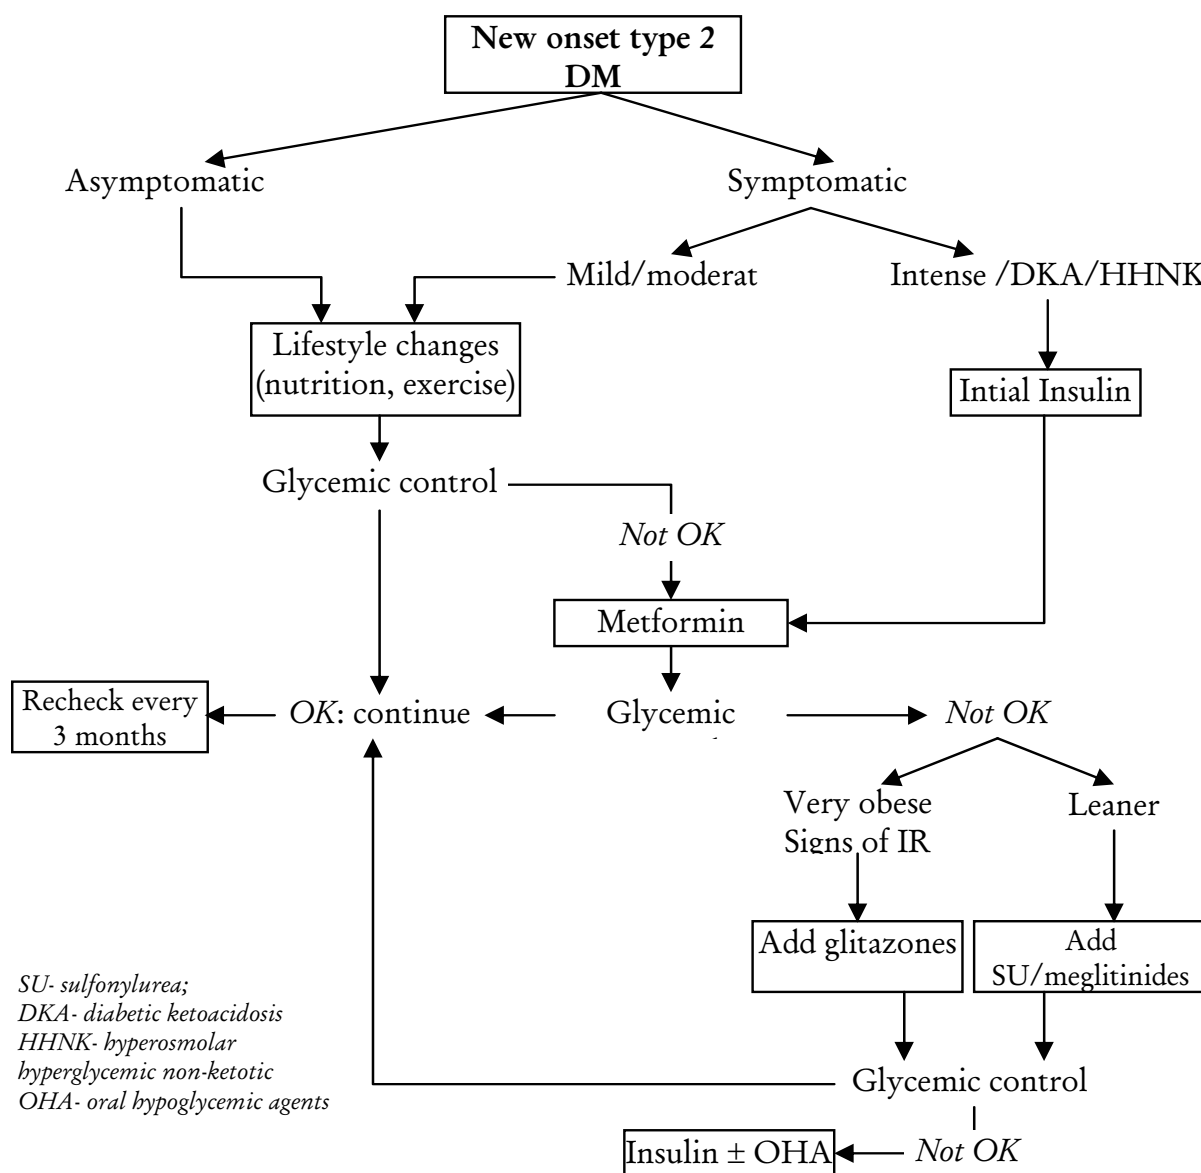 New onset type 2
DM
Asymptomatic
Symptomatic
Mild/moderat
Intense /DKA/HHNK
Lifestyle changes
(nutrition, exercise)
Intial Insulin
Glycemic control
Not OK
Metformin
Recheck every
3 months
OK: continue
Glycemic
Not OK
Very obese
Signs of IR
Leaner
Add glitazones
Add
SU/meglitinides
SU- sulfonylurea;
DKA- diabetic ketoacidosis
HHNK- hyperosmolar
hyperglycemic non-ketotic
OHA- oral hypoglycemic agents
Glycemic control
Insulin ± OHA
Not OK